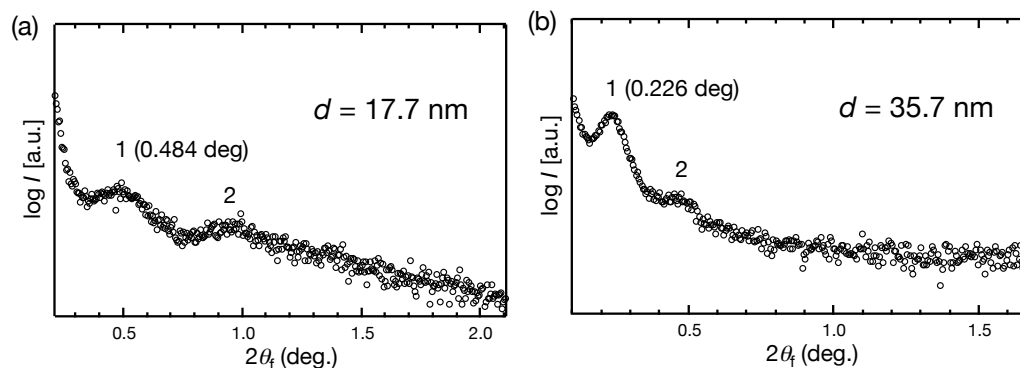 (a)
log I [a.u.]
1 (0.484 deg)
2
d = 17.7 nm
0.5
1.0
1.5
2.0
2θf (deg.)
(b)
log I [a.u.]
1 (0.226 deg)
2
d = 35.7 nm
0.5
1.0
1.5
2θf (deg.)